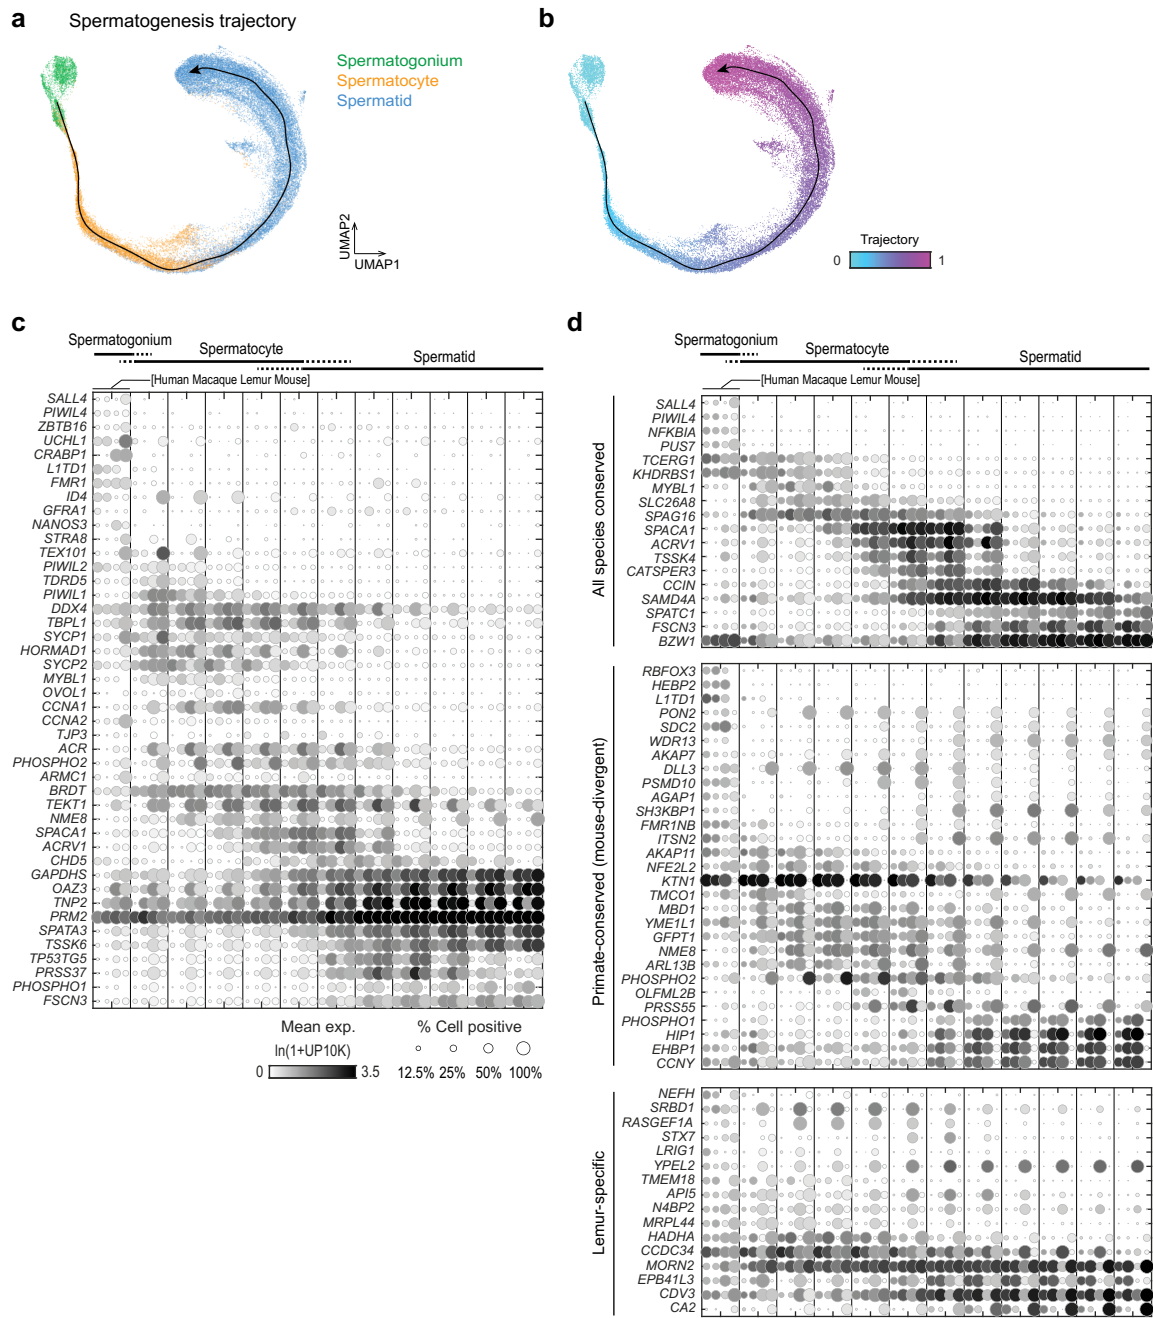 a
Spermatogenesis trajectory
Spermatogonium
Spermatocyte
Spermatid
UMAP2
UMAP1
b
Trajectory
0
1
c
Spermatogonium
Spermatocyte
Spermatid
[Human Macaque Lemur Mouse]
SALL4
PIWIL4
ZBTB16
UCHL1
CRABP1
L1TD1
FMR1
ID4
GFRA1
NANOS3
STRA8
TEX101
PIWIL2
TDRD5
PIWIL1
DDX4
TBPL1
SYCP1
HORMAD1
SYCP2
MYBL1
OVOL1
CCNA1
CCNA2
TJP3
ACR
PHOSPHO2
ARMC1
BRDT
TEKT1
NME8
SPACA1
ACRV1
CHD5
GAPDHS
OAZ3
TNP2
PRM2
SPATA3
TSSK6
TP53TG5
PRSS37
PHOSPHO1
FSCN3
Mean exp.
ln(1+UP10K)
0
3.5
% Cell positive
12.5% 25% 50% 100%
d
Spermatogonium
Spermatocyte
Spermatid
[Human Macaque Lemur Mouse]
All species conserved
SALL4
PIWIL4
NFKBIA
PUS7
TCERG1
KHDRBS1
MYBL1
SLC26A8
SPAG16
SPACA1
ACRV1
TSSK4
CATSPER3
CCIN
SAMD4A
SPATC1
FSCN3
BZW1
Primate-conserved (mouse-divergent)
RBFOX3
HEBP2
L1TD1
PON2
SDC2
WDR13
AKAP7
DLL3
PSMD10
AGAP1
SH3KBP1
FMR1NB
ITSN2
AKAP11
NFE2L2
KTN1
TMCO1
MBD1
YME1L1
GFPT1
NME8
ARL13B
PHOSPHO2
OLFML2B
PRSS55
PHOSPHO1
HIP1
EHBP1
CCNY
Lemur-specific
NEFH
SRBD1
RASGEF1A
STX7
LRIG1
YPEL2
TMEM18
API5
N4BP2
MRPL44
HADHA
CCDC34
MORN2
EPB41L3
CDV3
CA2